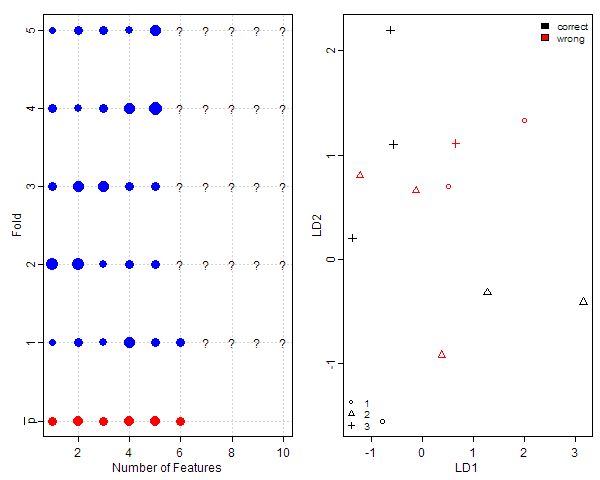 5 ? ? ? ? ?
4 ? ? ? ? ?
3 ? ? ? ? ?
2 ? ? ? ? ?
1 ? ? ? ? ?
p̅
Fold
2 4 6 8 10
Number of Features
correct
wrong
2
1
0
-1
LD2
1
2
3
-1 0 1 2 3
LD1